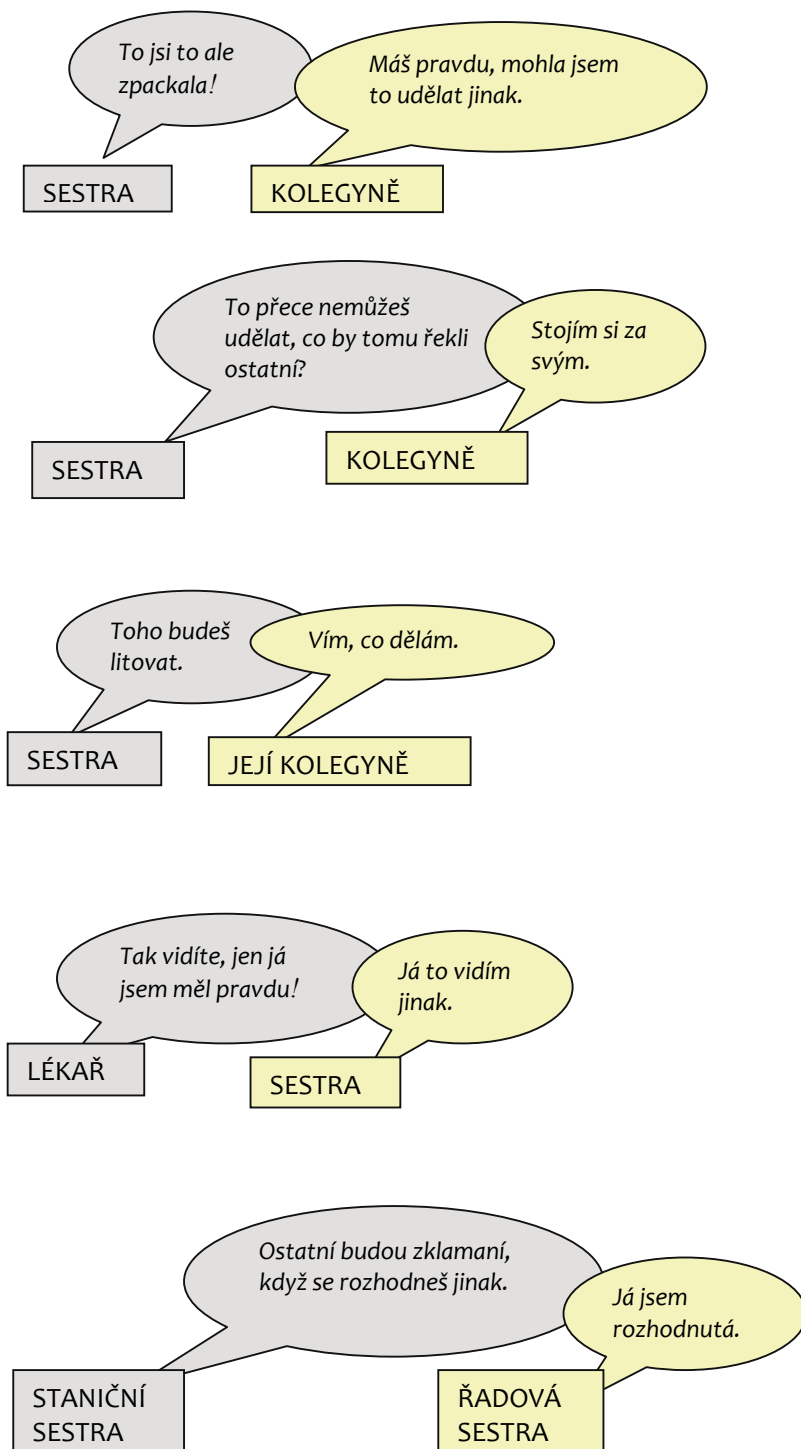 To jsi to ale
zpackala!
Máš pravdu, mohla jsem
to udělat jinak.
SESTRA
KOLEGYNĚ
To přece nemůžeš
udělat, co by tomu řekli
ostatní?
Stojím si za
svým.
SESTRA
KOLEGYNĚ
Toho budeš
litovat.
Vím, co dělám.
SESTRA
JEJÍ KOLEGYNĚ
Tak vidíte, jen já
jsem měl pravdu!
Já to vidím
jinak.
LÉKAŘ
SESTRA
Ostatní budou zklamaní,
když se rozhodneš jinak.
Já jsem
rozhodnutá.
STANIČNÍ
SESTRA
ŘADOVÁ
SESTRA